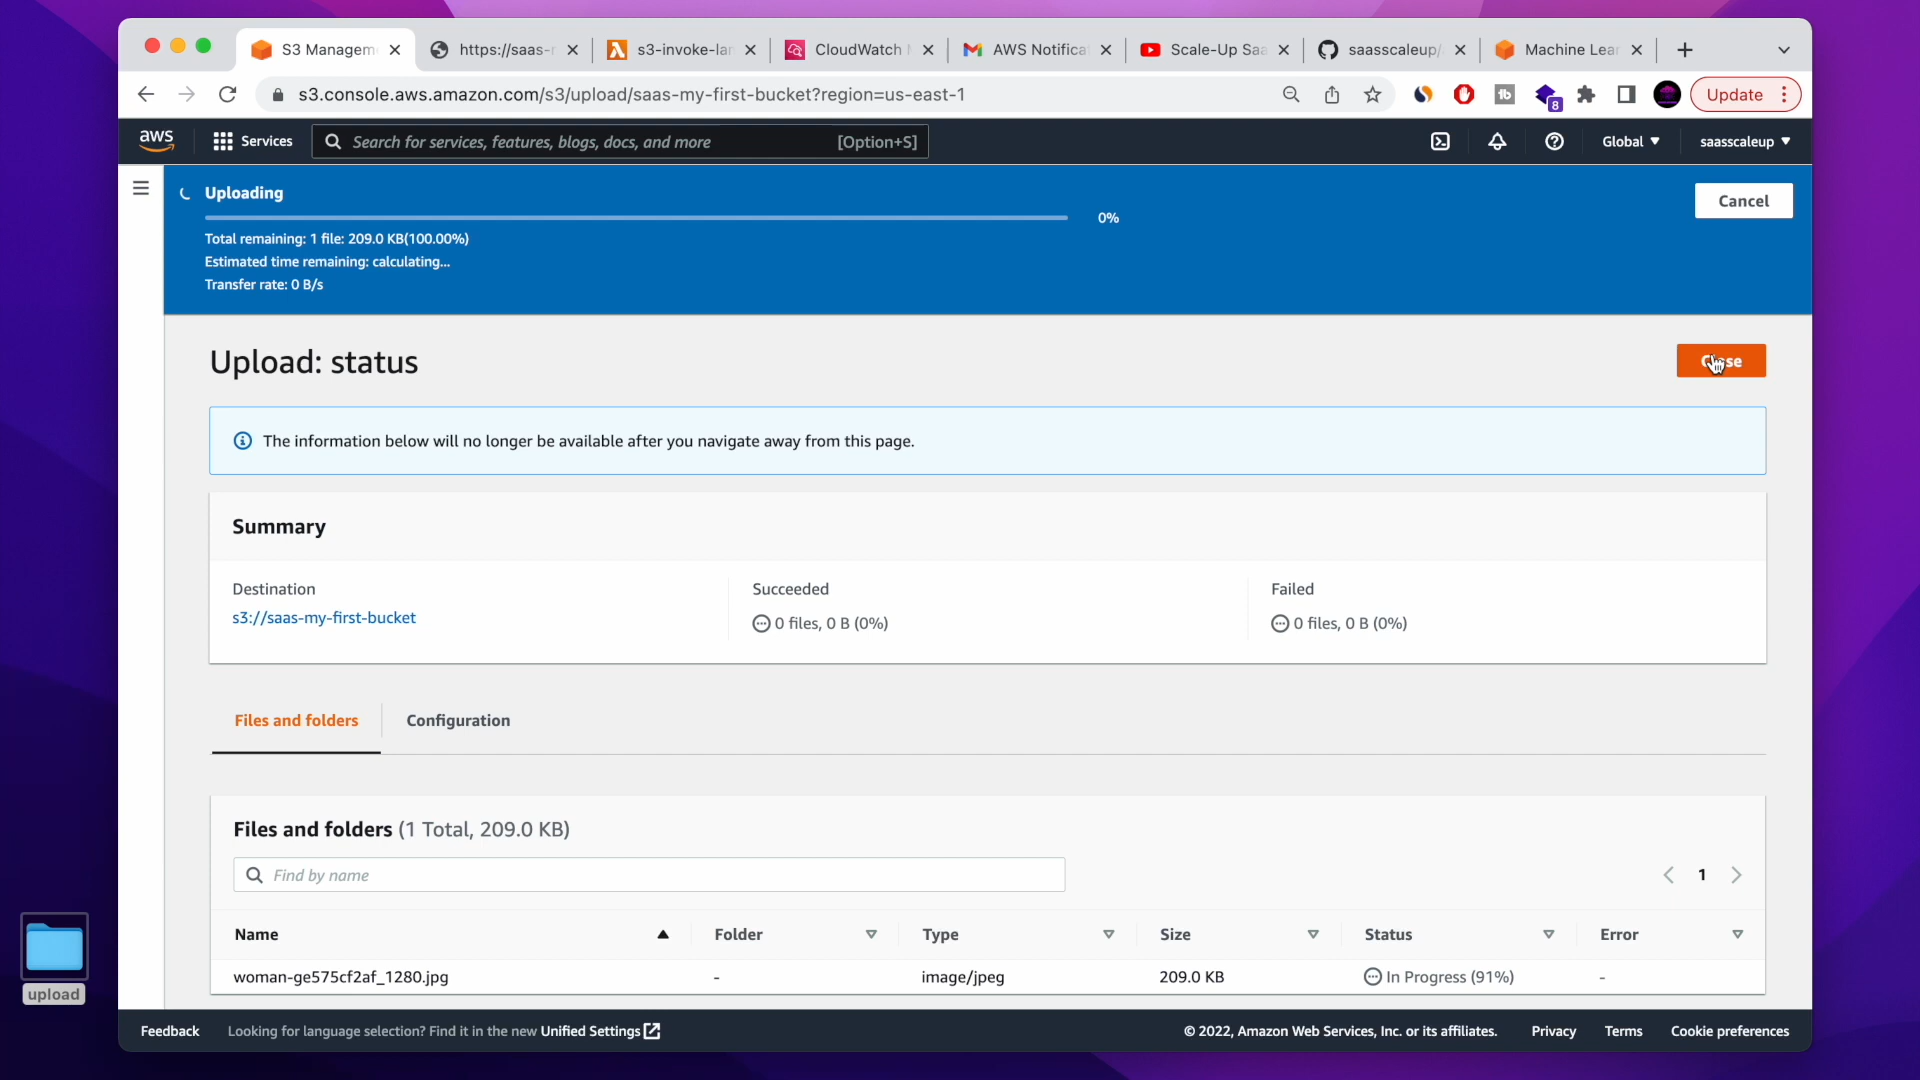 S3 Managem
https://saas-r
s3-invoke-lam
CloudWatch
AWS Notifica
Scale-Up Saa
saasscaleup/
Machine Lear
s3.console.aws.amazon.com/s3/upload/saas-my-first-bucket?region=us-east-1
8
Update
aws
Services
Search for services, features, blogs, docs, and more
[Option+S]
Global
saasscaleup
Uploading
0%
Cancel
Total remaining: 1 file: 209.0 KB(100.00%)
Estimated time remaining: calculating...
Transfer rate: 0 B/s
Upload: status
The information below will no longer be available after you navigate away from this page.
Summary
Destination
s3://saas-my-first-bucket
Succeeded
0 files, 0 B (0%)
Failed
0 files, 0 B (0%)
Files and folders
Configuration
Files and folders (1 Total, 209.0 KB)
Find by name
1
Name
Folder
Type
Size
Status
Error
woman-ge575cf2af_1280.jpg
-
image/jpeg
209.0 KB
In Progress (91%)
-
upload
Feedback
Looking for language selection? Find it in the new Unified Settings
© 2022, Amazon Web Services, Inc. or its affiliates.
Privacy
Terms
Cookie preferences